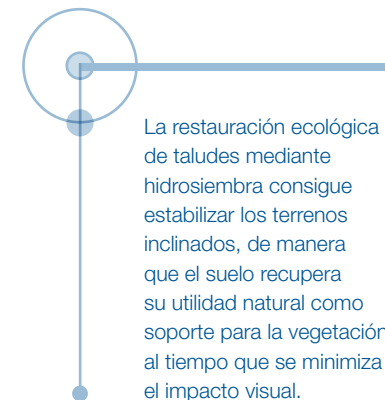 La restauración ecológica
de taludes mediante
hidrosiembra consigue
estabilizar los terrenos
inclinados, de manera
que el suelo recupera
su utilidad natural como
soporte para la vegetación
al tiempo que se minimiza
el impacto visual.